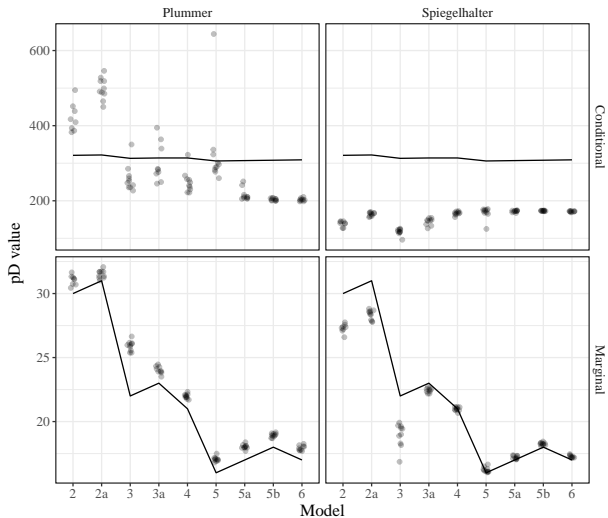 Plummer Spiegelhalter
600
400
200
Conditional
pD value
30
25
20
Marginal
2 2a 3 3a 4 5 5a 5b 6 2 2a 3 3a 4 5 5a 5b 6
Model